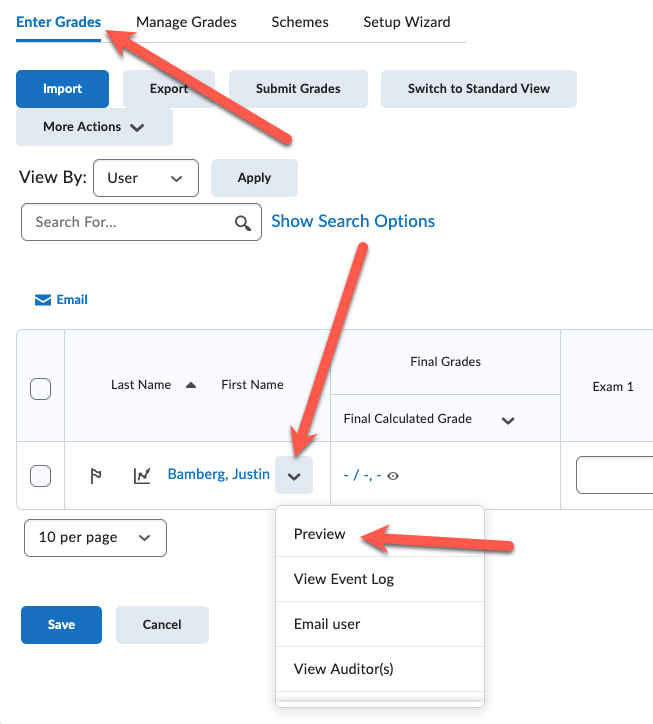 Enter Grades Manage Grades Schemes Setup Wizard
Import Export Submit Grades Switch to Standard View
More Actions
View By: User Apply
Search For... Show Search Options
Email
Final Grades
Last Name First Name Exam 1
Final Calculated Grade
Bamberg, Justin - / -, -
10 per page
Preview
View Event Log
Email user
Save Cancel
View Auditor(s)